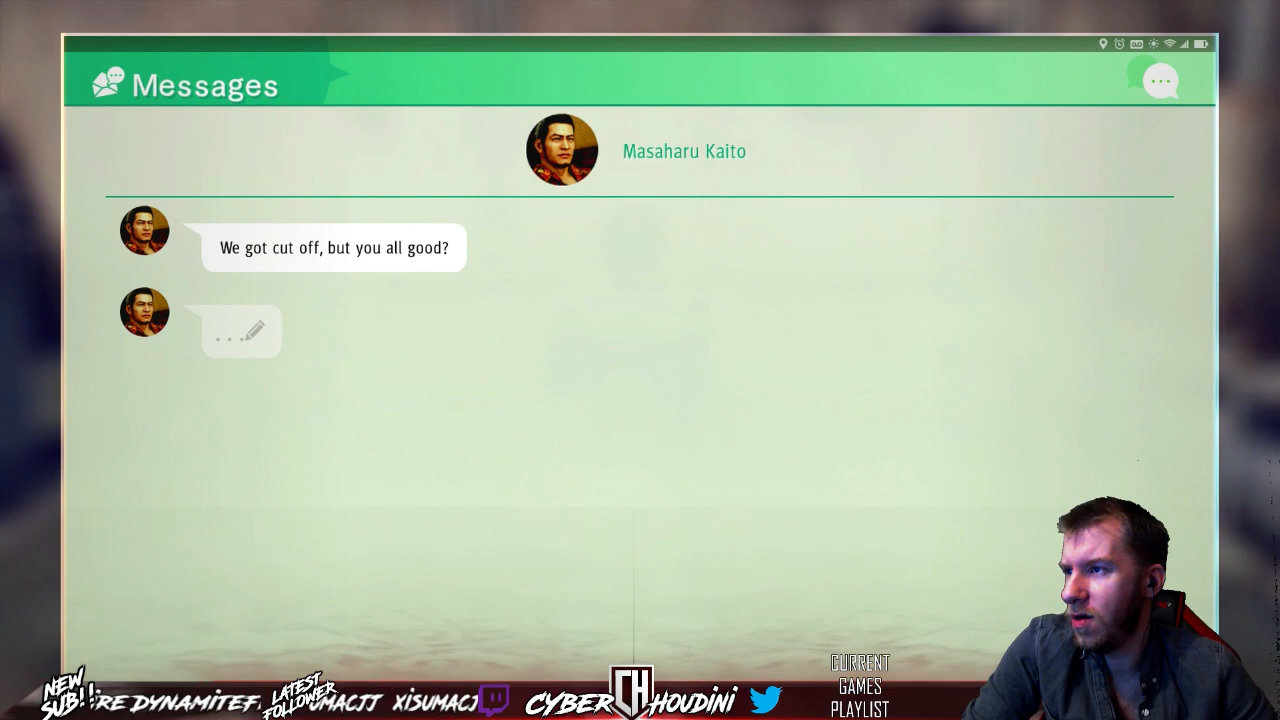 Messages
Masaharu Kaito
We got cut off, but you all good?
...
NEW
SUB!!
LATEST
FOLLOWER
CYBER CH HOUDINI
CURRENT
GAMES
PLAYLIST